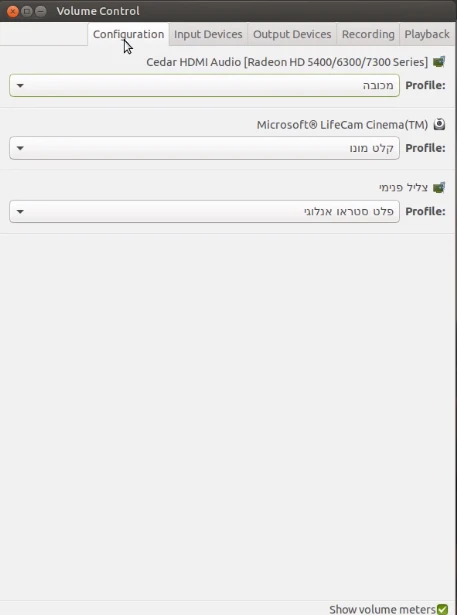 Volume Control
Playback Recording Output Devices Input Devices Configuration
Cedar HDMI Audio [Radeon HD 5400/6300/7300 Series]
Profile: מכובה
Microsoft® LifeCam Cinema(TM)
Profile: קלט מונו
צליל פנימי
Profile: פלט סטראו אנלוגי
Show volume meters